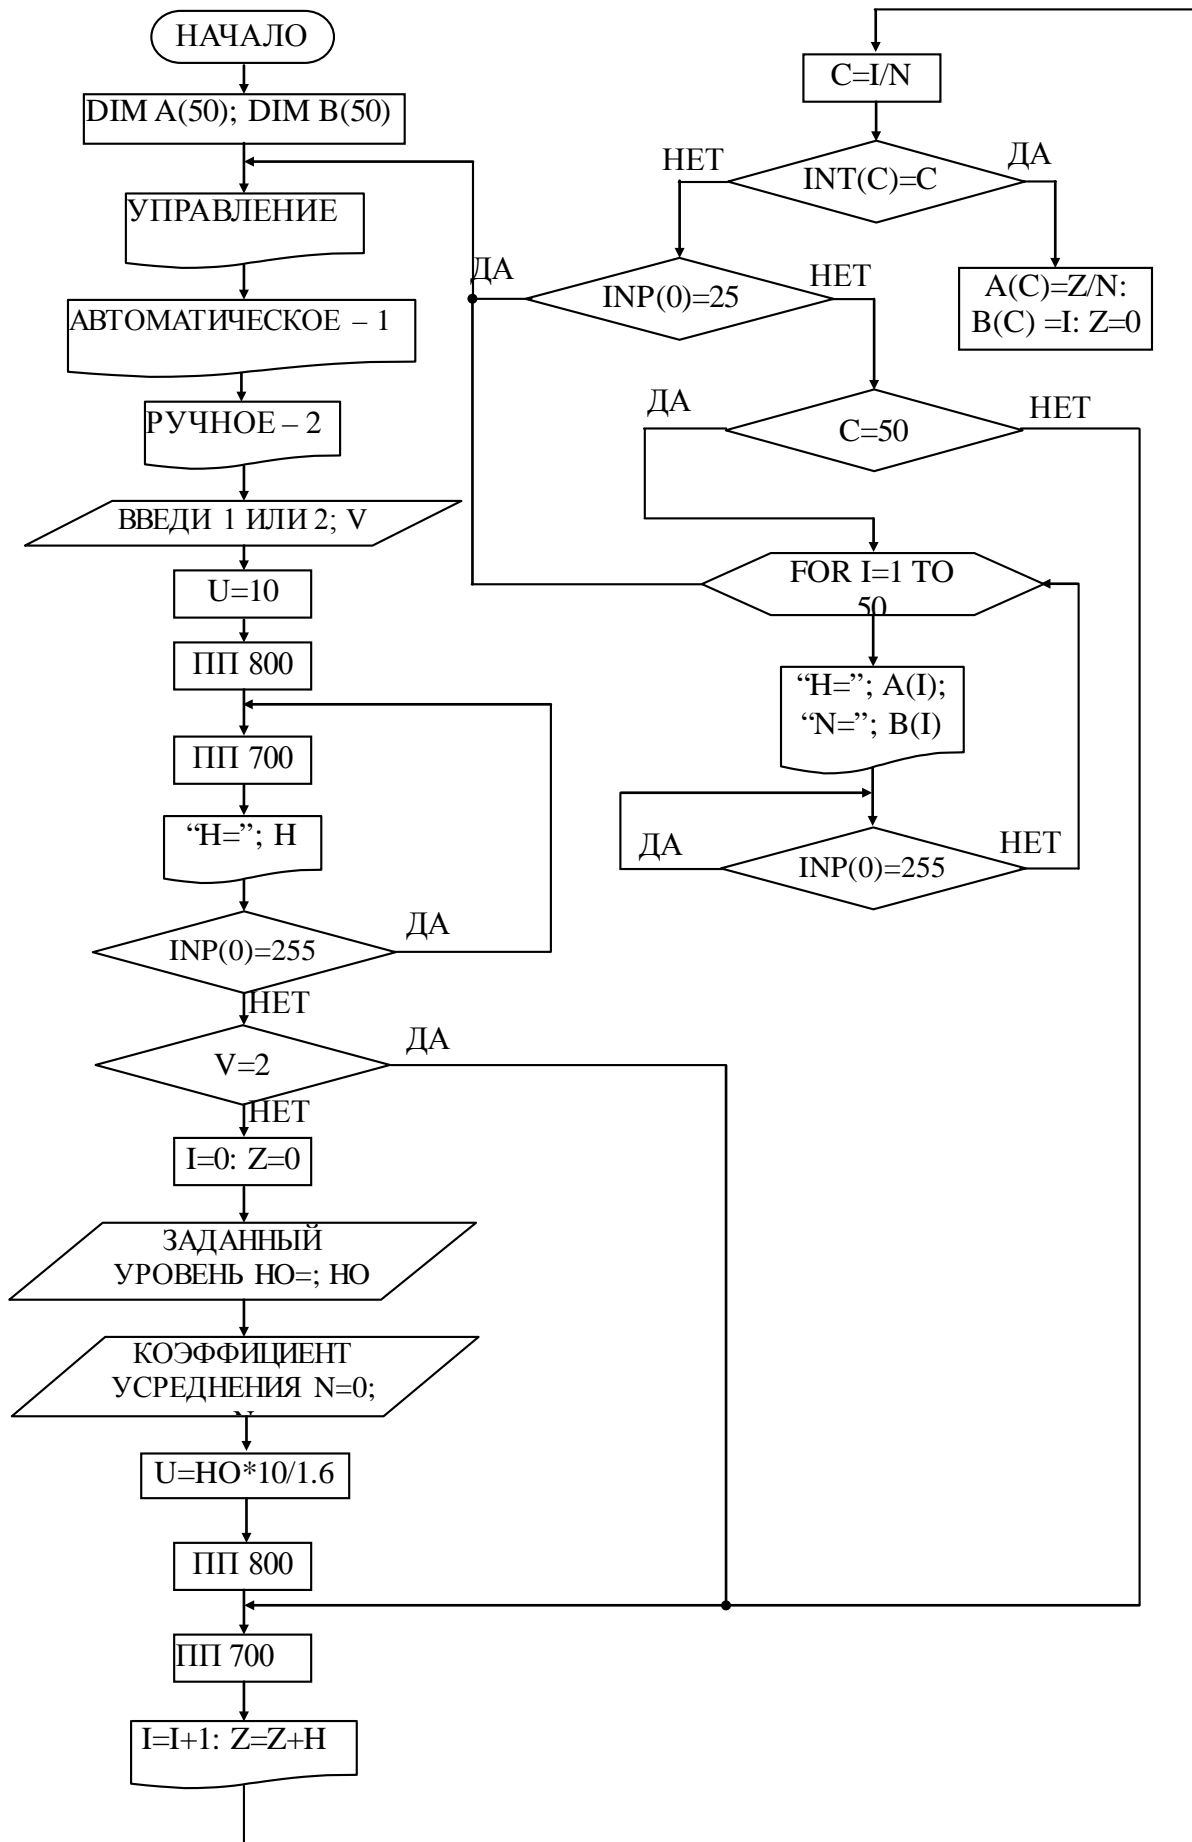 НАЧАЛО
DIM A(50); DIM B(50)
УПРАВЛЕНИЕ
АВТОМАТИЧЕСКОЕ – 1
РУЧНОЕ – 2
ВВЕДИ 1 ИЛИ 2; V
U=10
ПП 800
ПП 700
“H=”; H
INP(0)=255
ДА
НЕТ
V=2
ДА
НЕТ
I=0: Z=0
ЗАДАННЫЙ
УРОВЕНЬ HO=; HO
КОЭФФИЦИЕНТ
УСРЕДНЕНИЯ N=0;
U=HO*10/1.6
ПП 800
ПП 700
I=I+1: Z=Z+H
C=I/N
НЕТ
ДА
INT(C)=C
A(C)=Z/N:
B(C) =I: Z=0
ДА
НЕТ
INP(0)=25
ДА
НЕТ
C=50
FOR I=1 TO
50
“H=”; A(I);
“N=”; B(I)
ДА
НЕТ
INP(0)=255